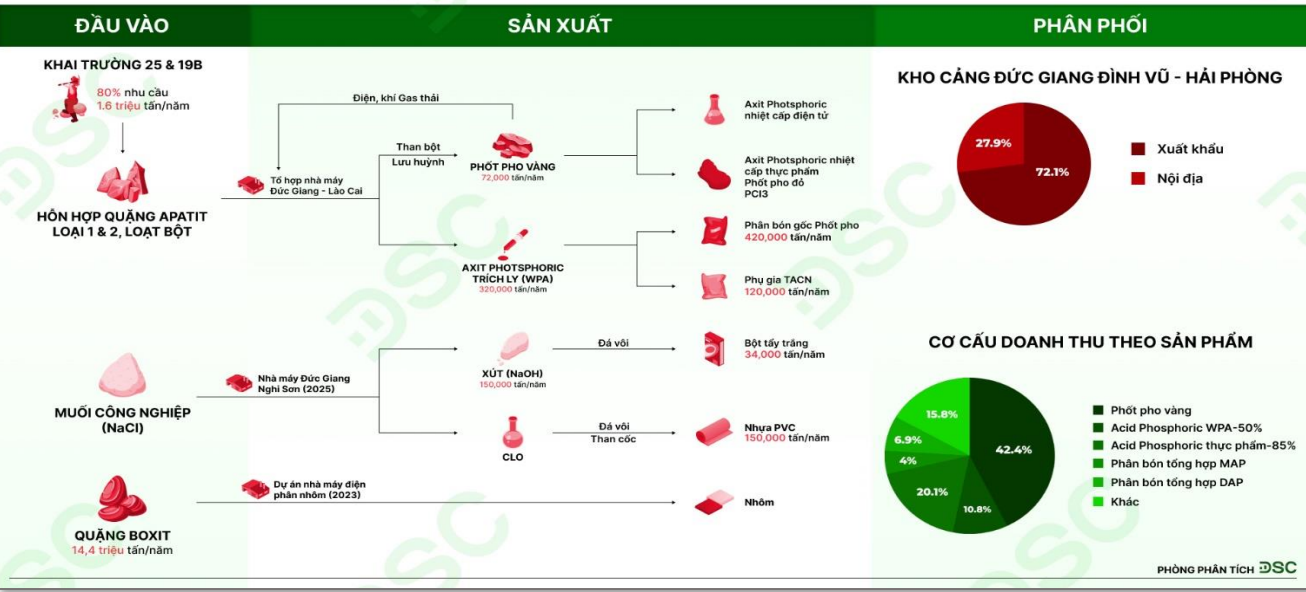 ĐẦU VÀO
SẢN XUẤT
PHÂN PHỐI
KHAI TRƯỜNG 25 & 19B
80% nhu cầu
1.6 triệu tấn/năm
HỖN HỢP QUẶNG APATIT
LOẠI 1 & 2, LOẠT BỘT
Điện, khí Gas thải
Tổ hợp nhà máy
Đức Giang - Lào Cai
Than bột
Lưu huỳnh
PHỐT PHO VÀNG
72,000 tấn/năm
Axit Photsphoric
nhiệt cấp điện tử
Axit Photsphoric nhiệt
cấp thực phẩm
Phốt pho đỏ
PCl3
AXIT PHOTSPHORIC
TRÍCH LY (WPA)
320,000 tấn/năm
Phân bón gốc Phốt pho
420,000 tấn/năm
Phụ gia TACN
120,000 tấn/năm
MUỐI CÔNG NGHIỆP
(NaCl)
Nhà máy Đức Giang
Nghi Sơn (2025)
XÚT (NaOH)
150,000 tấn/năm
Đá vôi
Bột tẩy trắng
34,000 tấn/năm
CLO
Đá vôi
Than cốc
Nhựa PVC
150,000 tấn/năm
QUẶNG BOXIT
14,4 triệu tấn/năm
Dự án nhà máy điện
phân nhôm (2023)
Nhôm
KHO CẢNG ĐỨC GIANG ĐÌNH VŨ - HẢI PHÒNG
27.9%
72.1%
Xuất khẩu
Nội địa
CƠ CẤU DOANH THU THEO SẢN PHẨM
15.8%
6.9%
4%
20.1%
10.8%
42.4%
Phốt pho vàng
Acid Phosphoric WPA-50%
Acid Phosphoric thực phẩm-85%
Phân bón tổng hợp MAP
Phân bón tổng hợp DAP
Khác
PHÒNG PHÂN TÍCH DSC